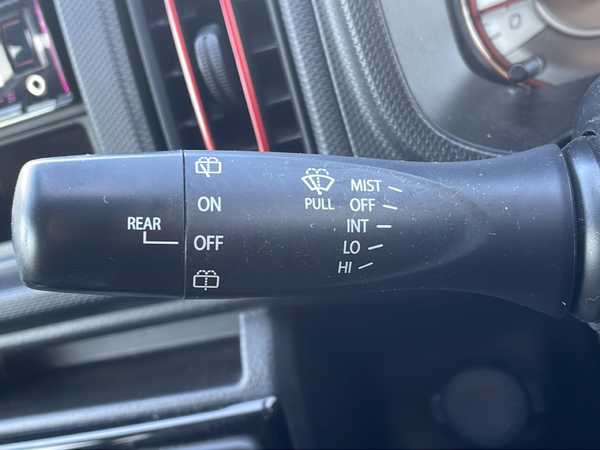 ON
REAR
OFF
PULL
MIST
OFF
INT
LO
HI